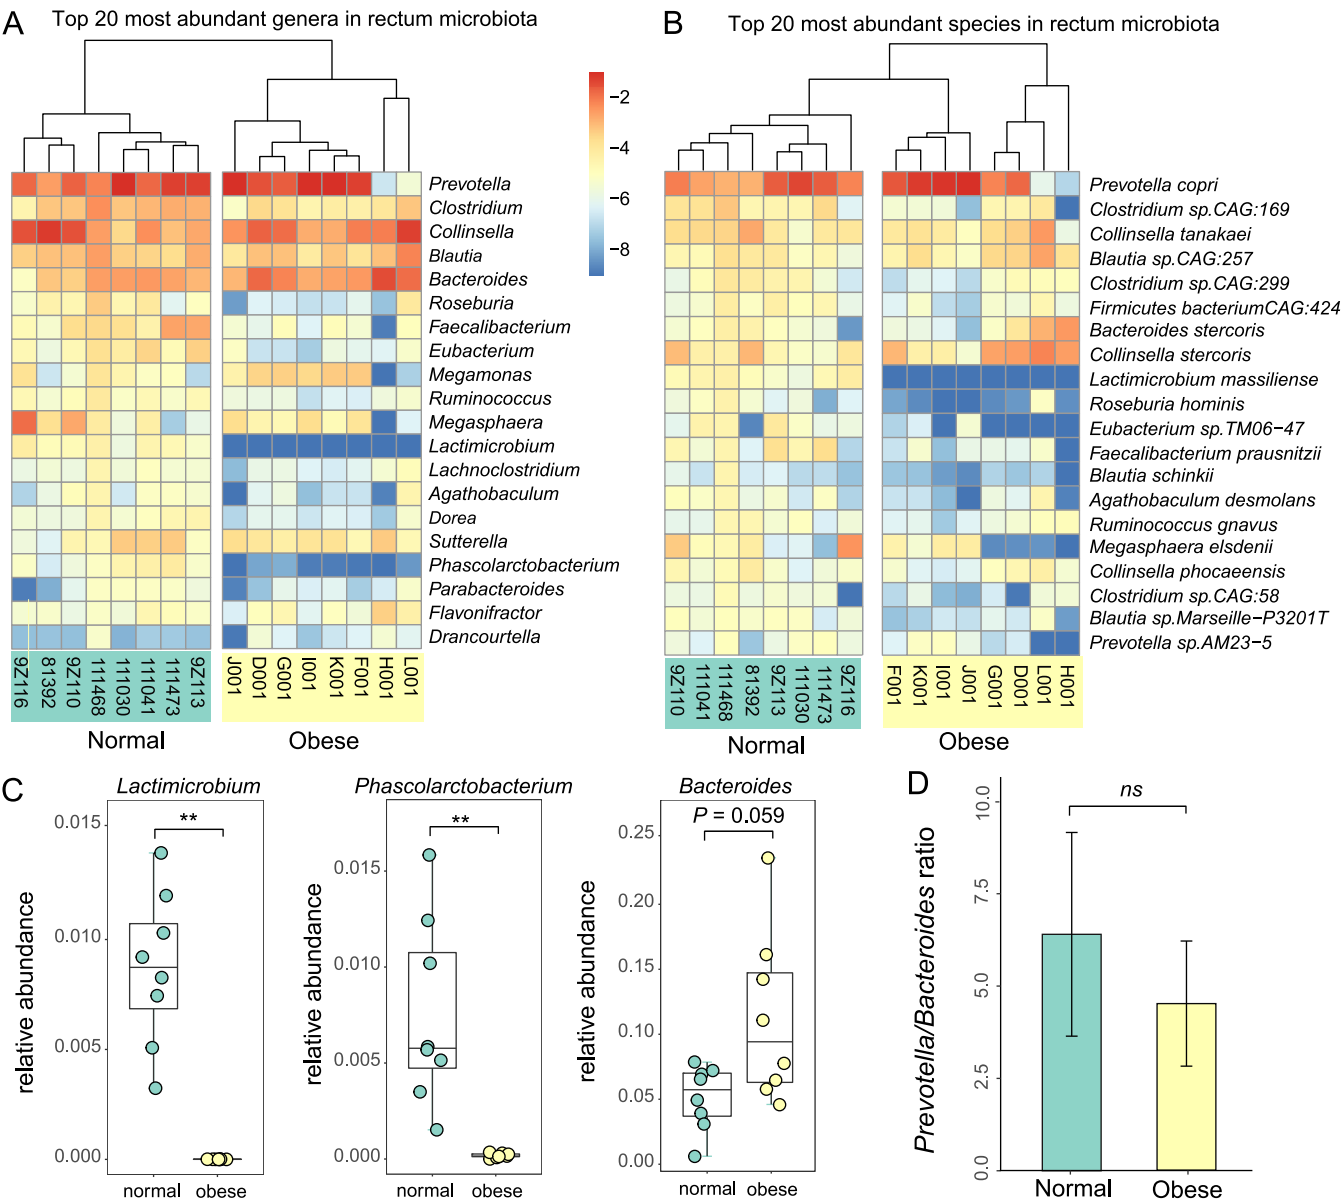 A
Top 20 most abundant genera in rectum microbiota
−2
−4
−6
−8
Prevotella
Clostridium
Collinsella
Blautia
Bacteroides
Roseburia
Faecalibacterium
Eubacterium
Megamonas
Ruminococcus
Megasphaera
Lactimicrobium
Lachnoclostridium
Agathobaculum
Dorea
Sutterella
Phascolarctobacterium
Parabacteroides
Flavonifractor
Drancourtella
9Z116 81392 9Z110 111468 111030 111041 111473 9Z113
J001 D001 G001 I001 K001 F001 H001 L001
Normal Obese
B
Top 20 most abundant species in rectum microbiota
Prevotella copri
Clostridium sp.CAG:169
Collinsella tanakaei
Blautia sp.CAG:257
Clostridium sp.CAG:299
Firmicutes bacteriumCAG:424
Bacteroides stercoris
Collinsella stercoris
Lactimicrobium massiliense
Roseburia hominis
Eubacterium sp.TM06−47
Faecalibacterium prausnitzii
Blautia schinkii
Agathobaculum desmolans
Ruminococcus gnavus
Megasphaera elsdenii
Collinsella phocaeensis
Clostridium sp.CAG:58
Blautia sp.Marseille−P3201T
Prevotella sp.AM23−5
9Z110 111041 111468 81392 9Z113 111030 111473 9Z116
F001 K001 I001 J001 G001 D001 L001 H001
Normal Obese
C
Lactimicrobium
**
relative abundance
0.015
0.010
0.005
0.000
normal obese
Phascolarctobacterium
**
relative abundance
0.015
0.010
0.005
0.000
normal obese
Bacteroides
P = 0.059
relative abundance
0.25
0.20
0.15
0.10
0.05
0.00
normal obese
D
ns
Prevotella/Bacteroides ratio
10.0
7.5
5.0
2.5
0.0
Normal Obese